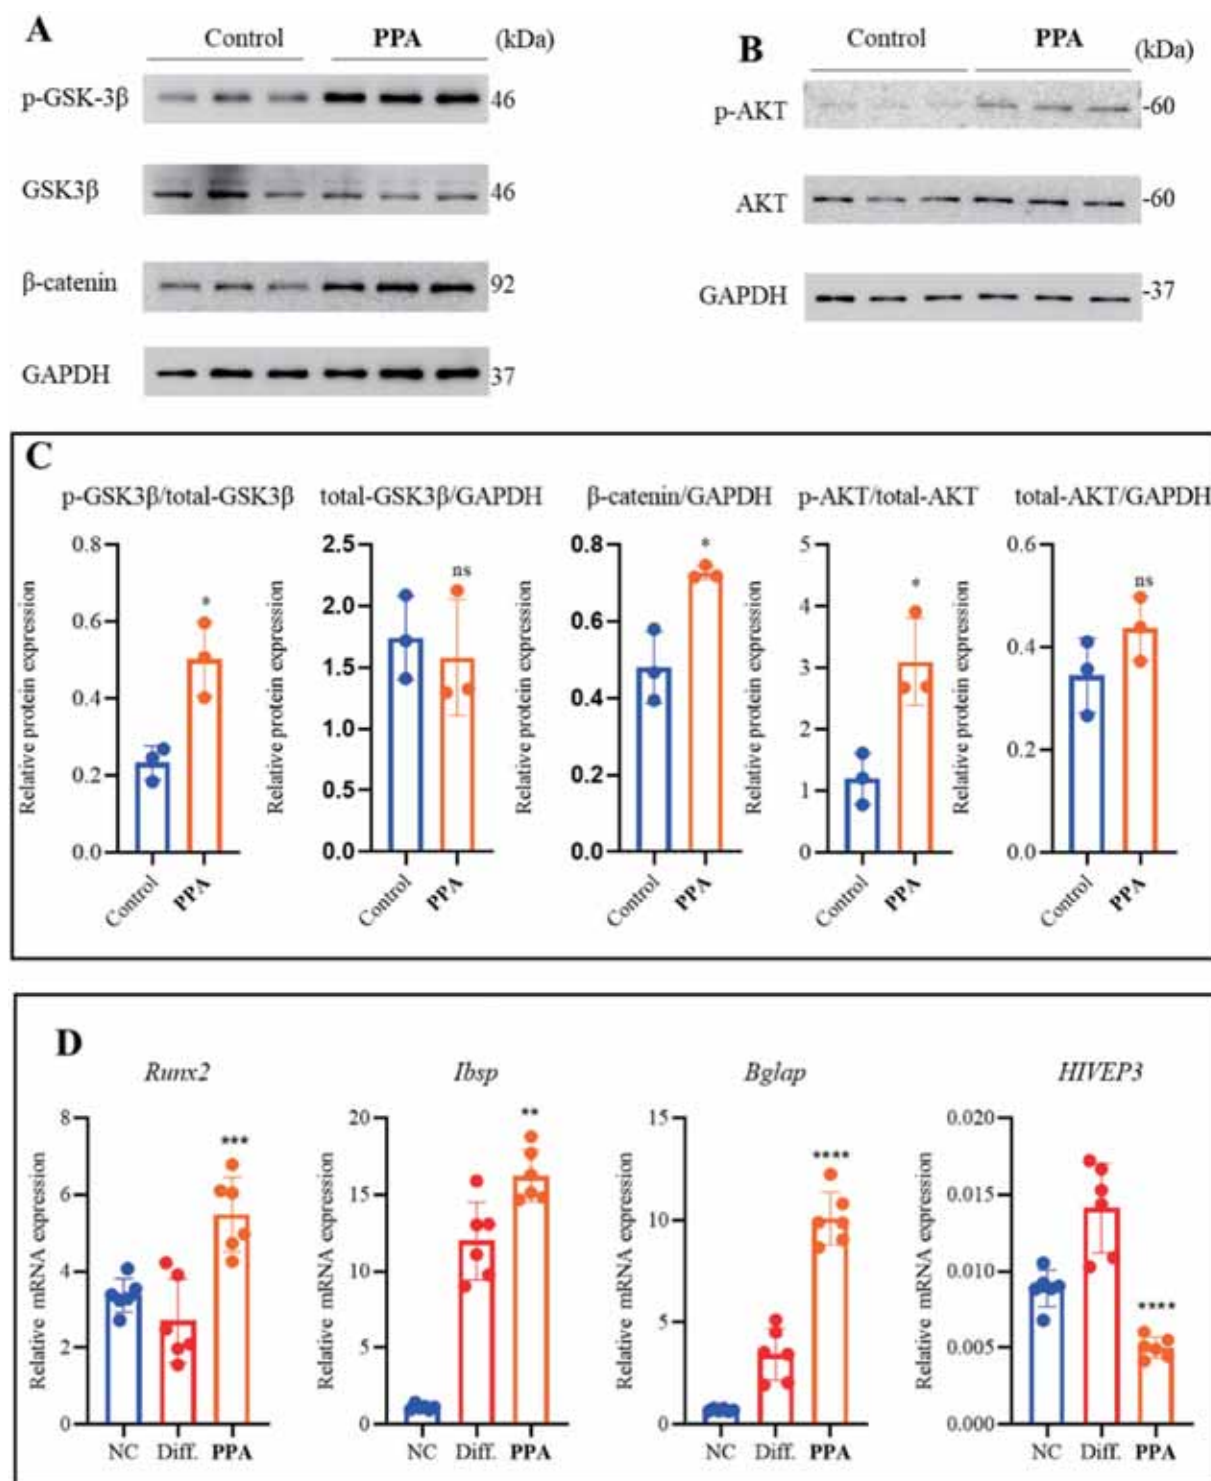 A
Control PPA (kDa)
p-GSK-3β 46
GSK3β 46
β-catenin 92
GAPDH 37
B
Control PPA (kDa)
p-AKT -60
AKT -60
GAPDH -37
C
p-GSK3β/total-GSK3β
Relative protein expression
0.8
0.6
0.4
0.2
0.0
*
Control PPA
total-GSK3β/GAPDH
Relative protein expression
2.5
2.0
1.5
1.0
0.5
0.0
ns
Control PPA
β-catenin/GAPDH
Relative protein expression
0.8
0.6
0.4
0.2
0.0
*
Control PPA
p-AKT/total-AKT
Relative protein expression
5
4
3
2
1
0
*
Control PPA
total-AKT/GAPDH
Relative protein expression
0.6
0.4
0.2
0.0
ns
Control PPA
D
Runx2
Relative mRNA expression
8
6
4
2
0
***
NC Diff. PPA
Ibsp
Relative mRNA expression
20
15
10
5
0
**
NC Diff. PPA
Bglap
Relative mRNA expression
15
10
5
0
****
NC Diff. PPA
HIVEP3
Relative mRNA expression
0.020
0.015
0.010
0.005
0.000
****
NC Diff. PPA